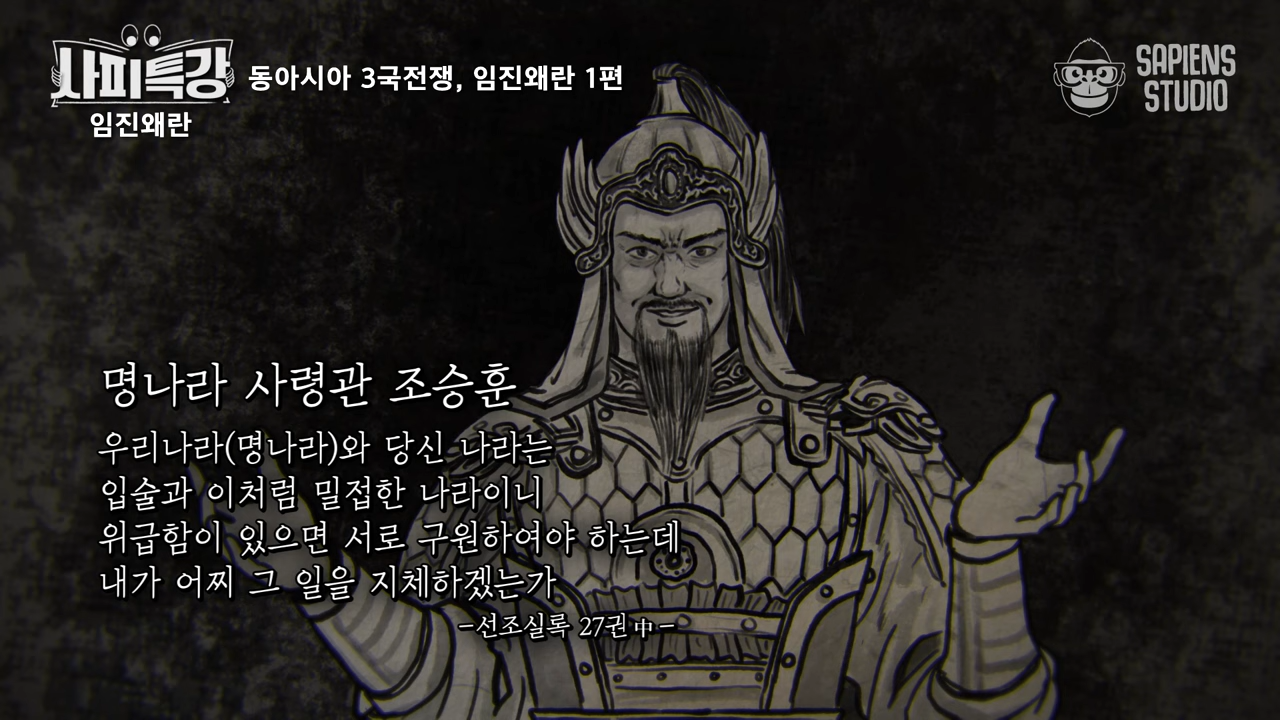 사피특강
동아시아 3국전쟁, 임진왜란 1편
임진왜란
SAPIENS
STUDIO
명나라 사령관 조승훈
우리나라(명나라)와 당신 나라는
입술과 이처럼 밀접한 나라이니
위급함이 있으면 서로 구원하여야 하는데
내가 어찌 그 일을 지체하겠는가
-선조실록 27권 中-